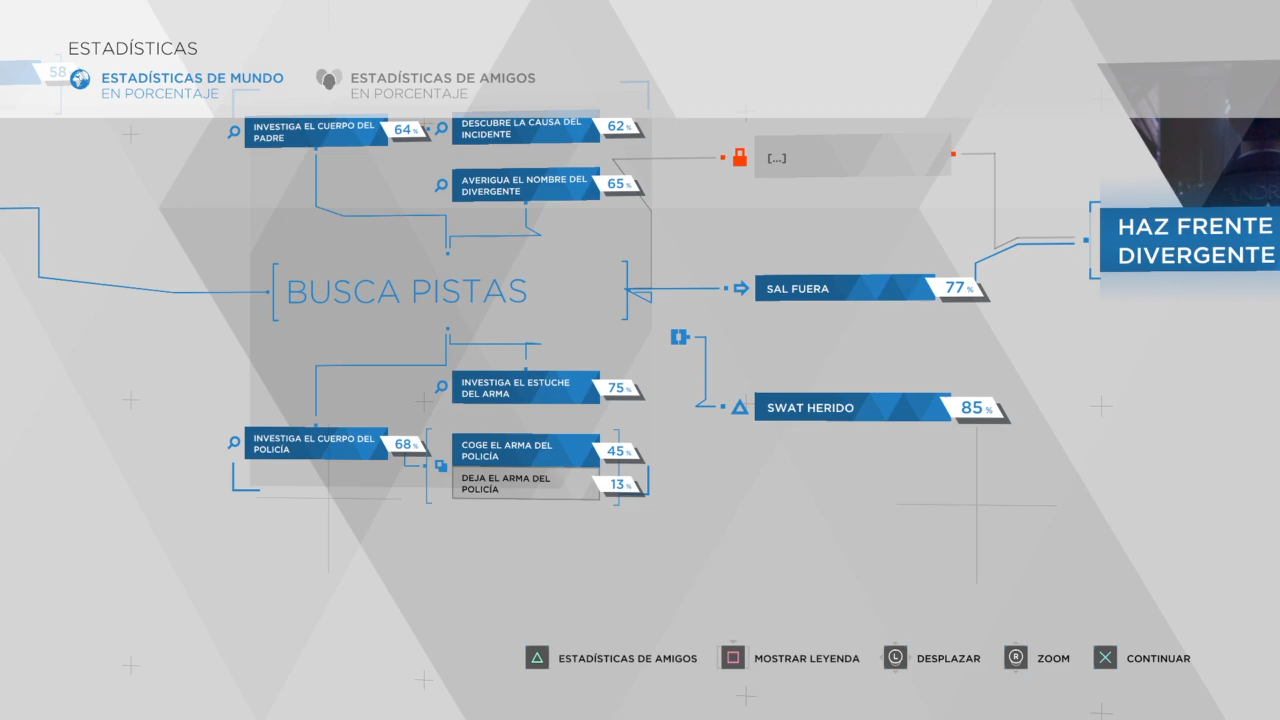 ESTADÍSTICAS
58
ESTADÍSTICAS DE MUNDO
EN PORCENTAJE
ESTADÍSTICAS DE AMIGOS
EN PORCENTAJE
INVESTIGA EL CUERPO DEL
PADRE
64%
DESCUBRE LA CAUSA DEL
INCIDENTE
62%
AVERIGUA EL NOMBRE DEL
DIVERGENTE
65%
[...]
HAZ FRENTE
DIVERGENTE
BUSCA PISTAS
SAL FUERA
77%
INVESTIGA EL ESTUCHE
DEL ARMA
75%
SWAT HERIDO
85%
INVESTIGA EL CUERPO DEL
POLICÍA
68%
COGE EL ARMA DEL
POLICÍA
45%
DEJA EL ARMA DEL
POLICÍA
13%
ESTADÍSTICAS DE AMIGOS
MOSTRAR LEYENDA
L
DESPLAZAR
R
ZOOM
CONTINUAR